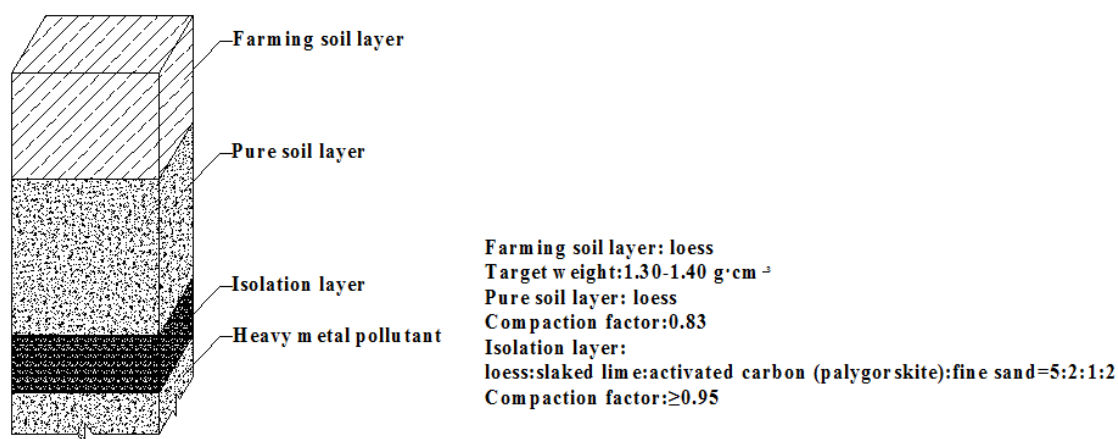 Farming soil layer
Pure soil layer
Isolation layer
Heavy metal pollutant
Farming soil layer: loess
Target weight:1.30-1.40 g·cm⁻³
Pure soil layer: loess
Compaction factor:0.83
Isolation layer:
loess:slaked lime:activated carbon (palygorskite):fine sand=5:2:1:2
Compaction factor:≥0.95